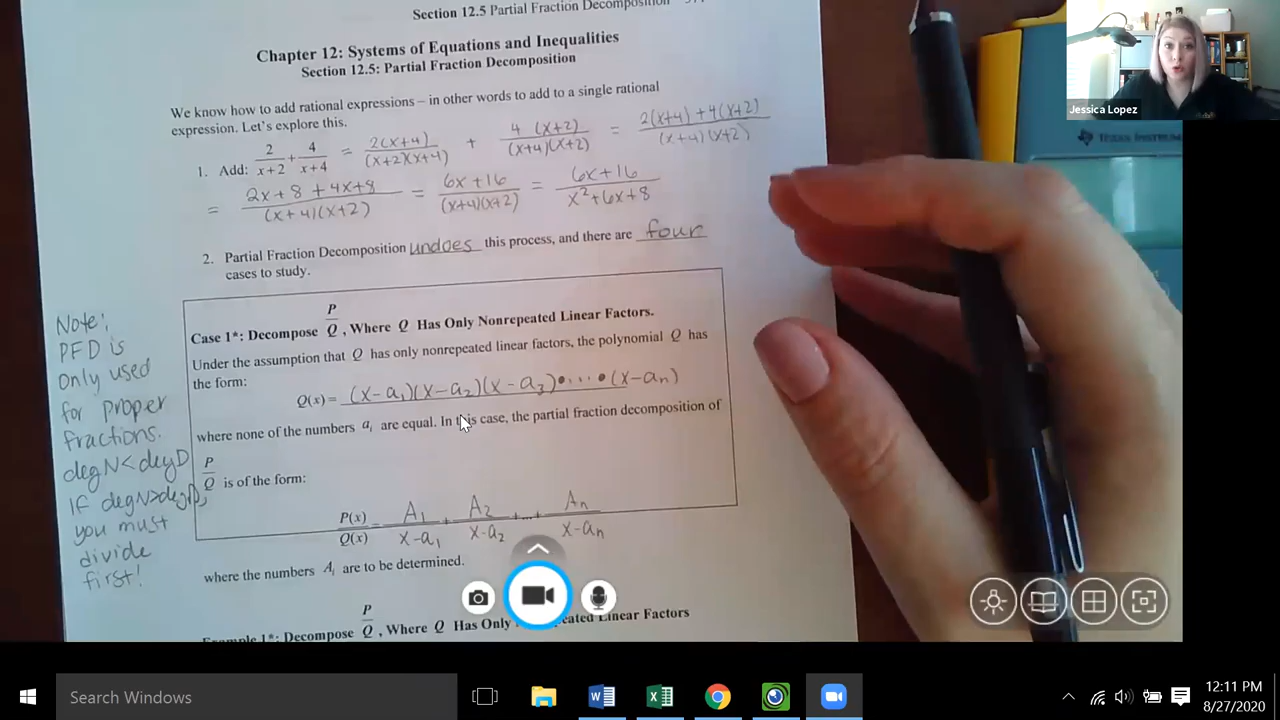 Section 12.5 Partial Fraction Decomposition
Chapter 12: Systems of Equations and Inequalities
Section 12.5: Partial Fraction Decomposition
We know how to add rational expressions – in other words to add to a single rational
expression. Let's explore this.
1. Add: 2/(x+2) + 4/(x+4) = 2(x+4)/((x+2)(x+4)) + 4(x+2)/((x+4)(x+2)) = (2(x+4)+4(x+2))/((x+4)(x+2))
= (2x+8+4x+8)/((x+4)(x+2)) = (6x+16)/((x+4)(x+2)) = (6x+16)/(x²+6x+8)
2. Partial Fraction Decomposition undoes this process, and there are four
cases to study.
Note:
PFD is
only used
for proper
fractions.
degN<degD
If degN>degD,
you must
divide
first!
Case 1*: Decompose P/Q, Where Q Has Only Nonrepeated Linear Factors.
Under the assumption that Q has only nonrepeated linear factors, the polynomial Q has
the form:
Q(x) = (x-a₁)(x-a₂)(x-a₃)•...•(x-aₙ)
where none of the numbers aᵢ are equal. In this case, the partial fraction decomposition of
P/Q is of the form:
P(x)/Q(x) = A₁/(x-a₁) + A₂/(x-a₂) +...+ Aₙ/(x-aₙ)
where the numbers Aᵢ are to be determined.
Example 1*: Decompose P/Q, Where Q Has Only Linear Factors
TEXAS INSTRUM
Jessica Lopez
Search Windows
12:11 PM
8/27/2020